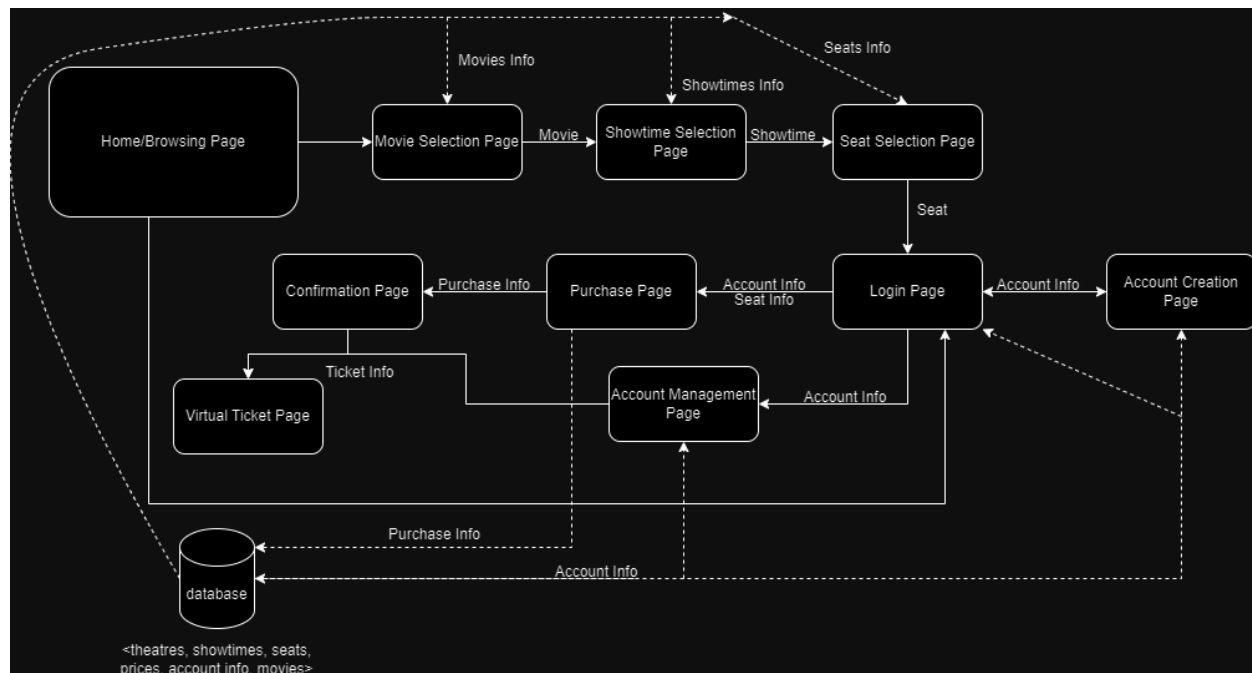 Seats Info
Movies Info
Showtimes Info
Home/Browsing Page
Movie Selection Page
Movie
Showtime Selection
Page
Showtime
Seat Selection Page
Seat
Confirmation Page
Purchase Info
Purchase Page
Account Info
Seat Info
Login Page
Account Info
Account Creation
Page
Ticket Info
Virtual Ticket Page
Account Management
Page
Account Info
Purchase Info
Account Info
database
<theatres, showtimes, seats,
prices, account info, movies>